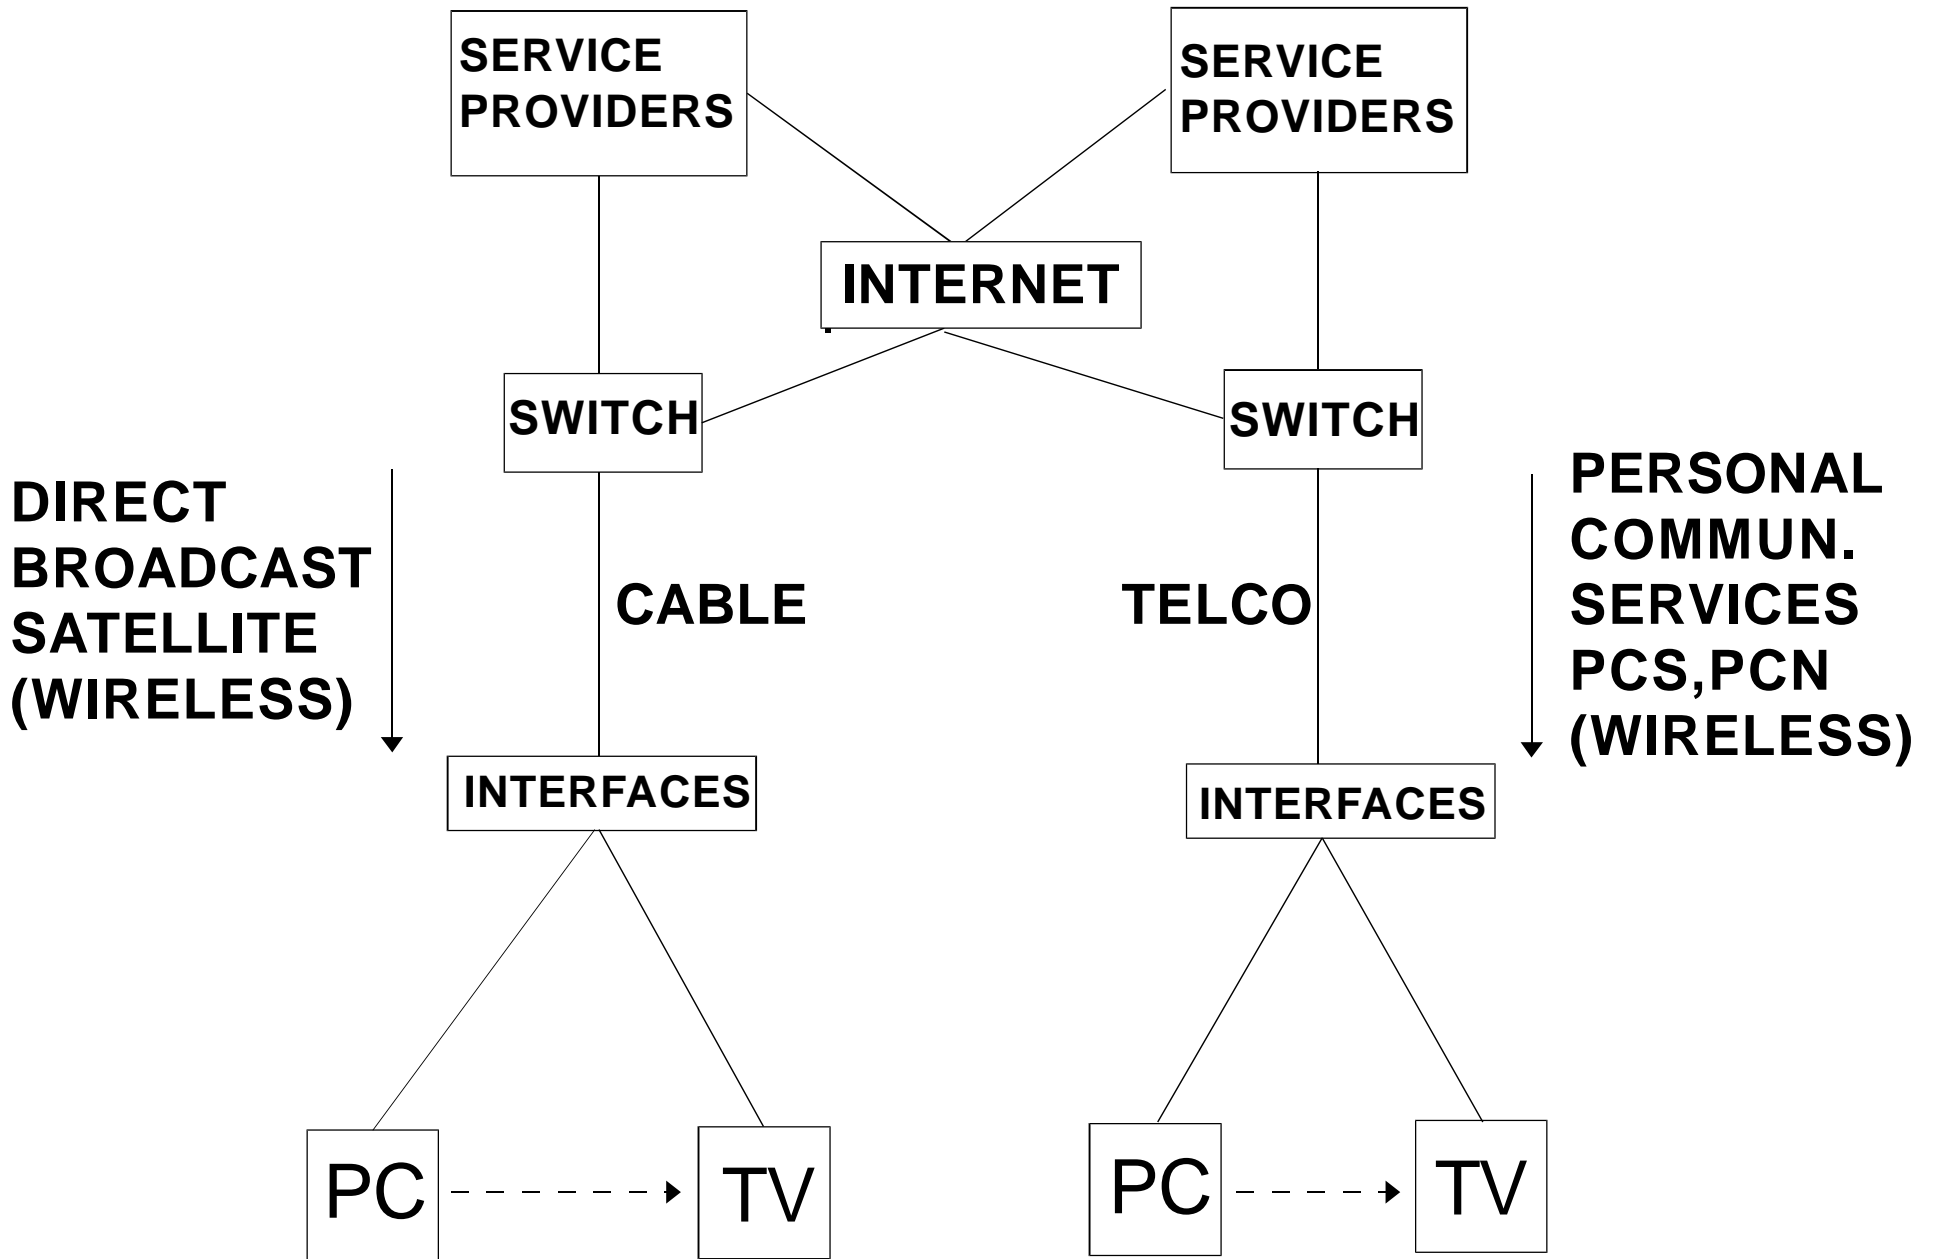 SERVICE
PROVIDERS
SERVICE
PROVIDERS
INTERNET
SWITCH
SWITCH
DIRECT
BROADCAST
SATELLITE
(WIRELESS)
CABLE
TELCO
PERSONAL
COMMUN.
SERVICES
PCS,PCN
(WIRELESS)
INTERFACES
INTERFACES
PC
TV
PC
TV